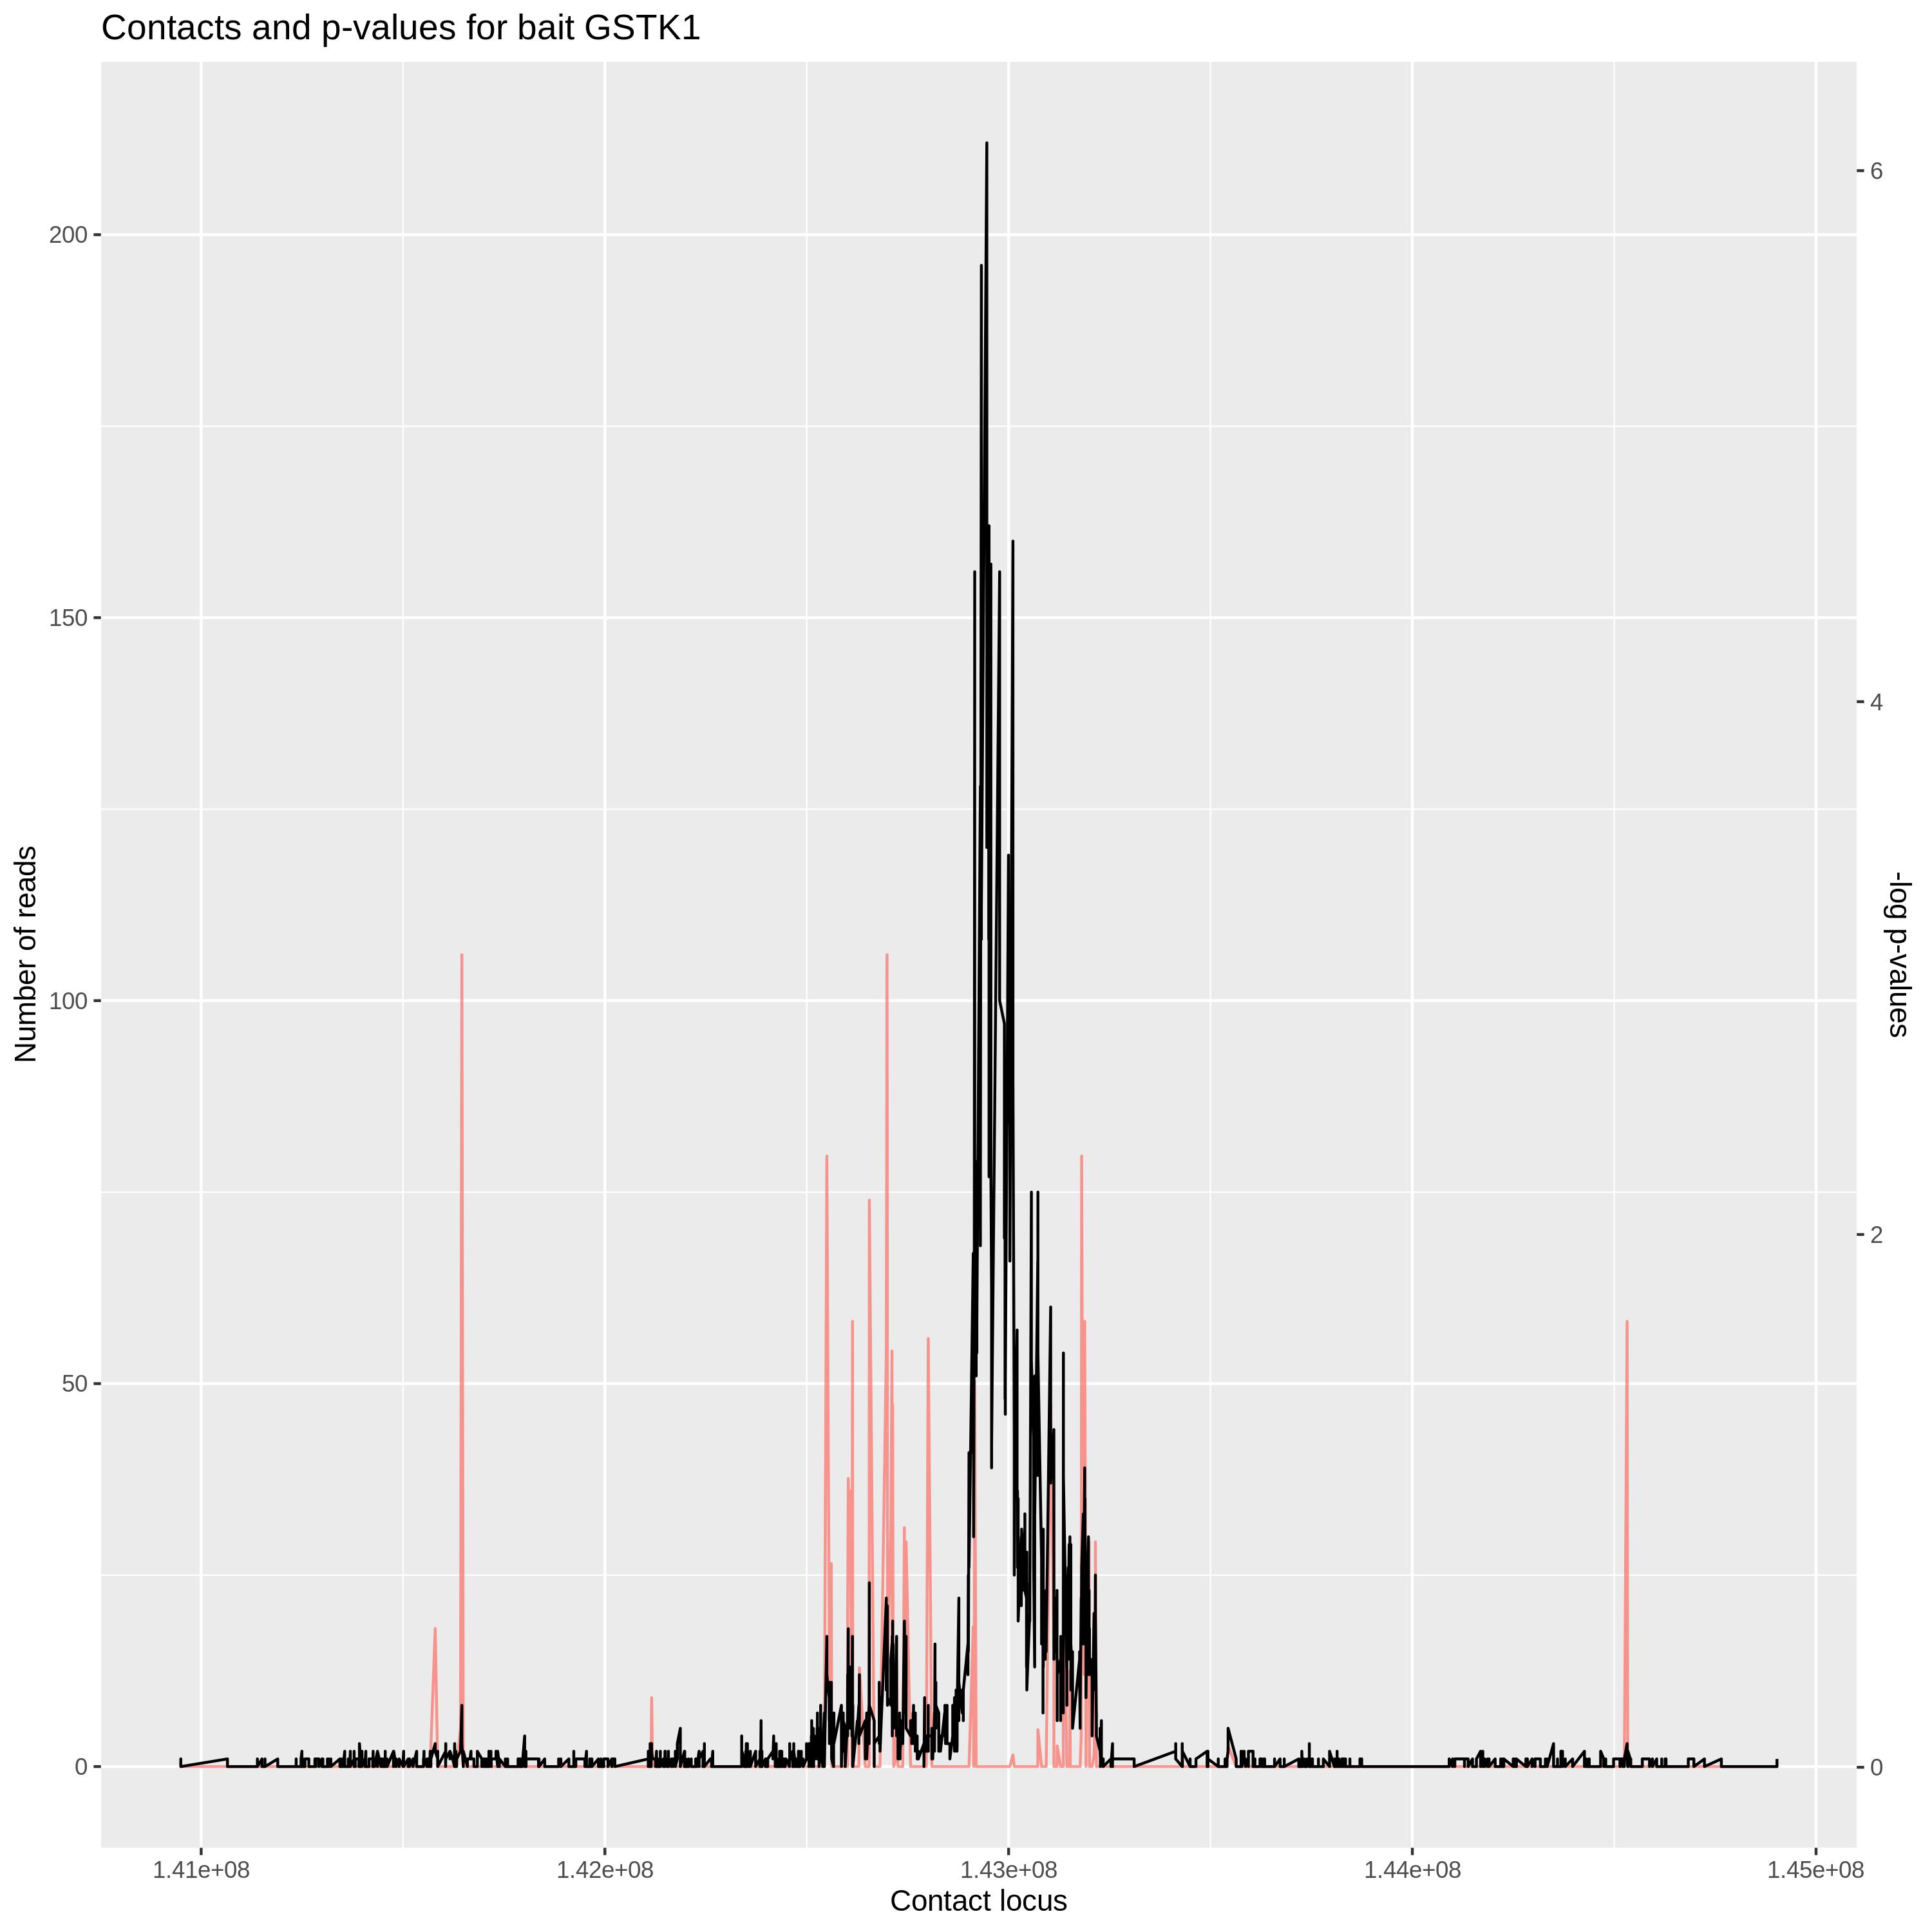 Contacts and p-values for bait GSTK1
Number of reads
200
150
100
50
0
6
4
2
0
-log p-values
1.41e+08
1.42e+08
1.43e+08
1.44e+08
1.45e+08
Contact locus